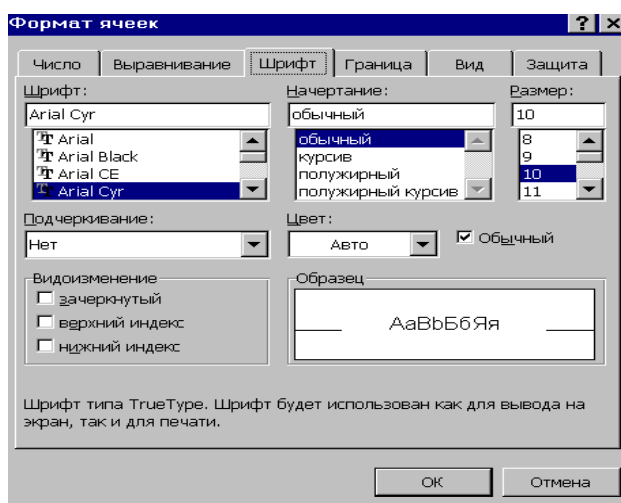 Формат ячеек
Число Выравнивание Шрифт Граница Вид Защита
Шрифт: Начертание: Размер:
Arial Cyr обычный 10
Arial обычный 8
Arial Black курсив 9
Arial CE полужирный 10
Arial Cyr полужирный курсив 11
Подчеркивание: Цвет:
Нет Авто Обычный
Видоизменение Образец
зачеркнутый
верхний индекс АаBbБбЯя
нижний индекс
Шрифт типа TrueType. Шрифт будет использован как для вывода на
экран, так и для печати.
ОК Отмена